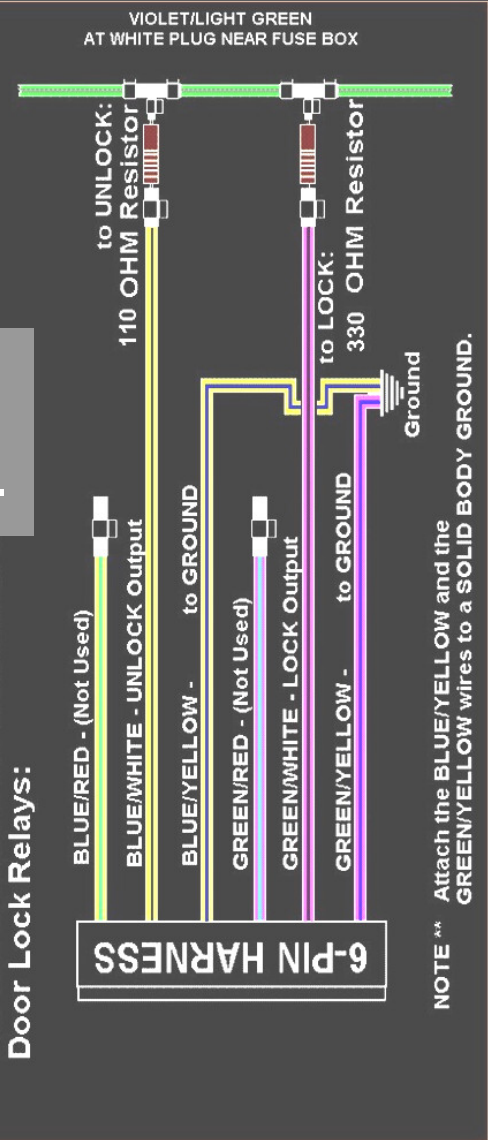 VIOLET/LIGHT GREEN
AT WHITE PLUG NEAR FUSE BOX
to UNLOCK:
110 OHM Resistor
to LOCK:
330 OHM Resistor
Ground
Door Lock Relays:
BLUE/RED - (Not Used)
BLUE/WHITE - UNLOCK Output
BLUE/YELLOW - to GROUND
GREEN/RED - (Not Used)
GREEN/WHITE - LOCK Output
GREEN/YELLOW - to GROUND
6-PIN HARNESS
NOTE ** Attach the BLUE/YELLOW and the
GREEN/YELLOW wires to a SOLID BODY GROUND.